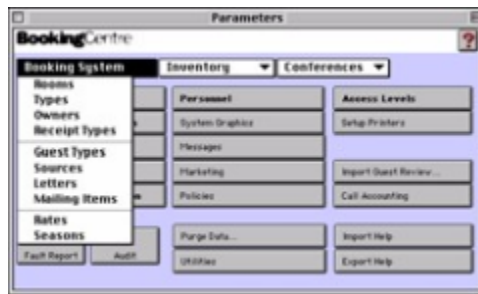 Parameters
BookingCentre
?
Booking System Inventory Conferences
Rooms
Types
Owners
Receipt Types
Guest Types
Sources
Letters
Mailing Items
Rates
Seasons
Personnel Access Levels
System Graphics Setup Printers
Messages
Marketing Import Guest Review...
Policies Call Accounting
Purge Data... Import Help
Fault Report Audit Utilities Export Help